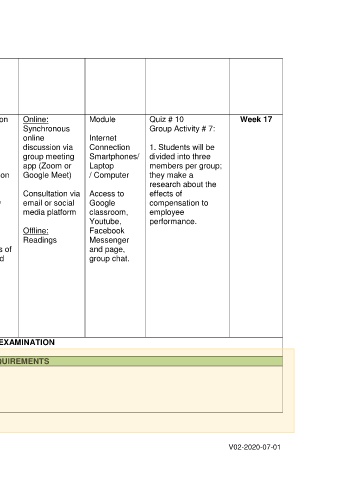 on
on
s of
d
Online:
Synchronous
online
discussion via
group meeting
app (Zoom or
Google Meet)
Consultation via
email or social
media platform
Offline:
Readings
Module
Internet
Connection
Smartphones/
Laptop
/ Computer
Access to
Google
classroom,
Youtube.
Facebook
Messenger
and page,
group chat.
Quiz # 10
Group Activity # 7:
1. Students will be
divided into three
members per group;
they make a
research about the
effects of
compensation to
employee
performance.
Week 17
EXAMINATION
QUIREMENTS
V02-2020-07-01